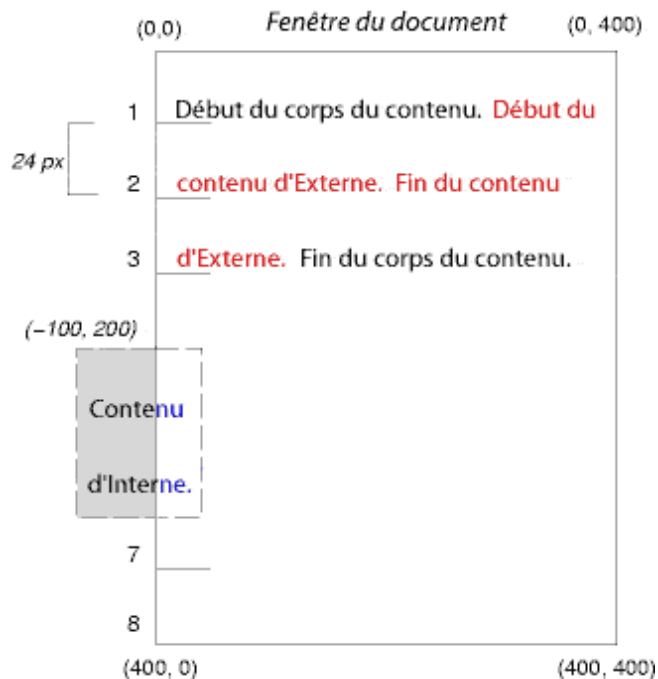 (0,0) Fenêtre du document (0, 400)
1 Début du corps du contenu. Début du
24 px
2 contenu d'Externe. Fin du contenu
3 d'Externe. Fin du corps du contenu.
(−100, 200)
Contenu
d'Interne.
7
8
(400, 0) (400, 400)